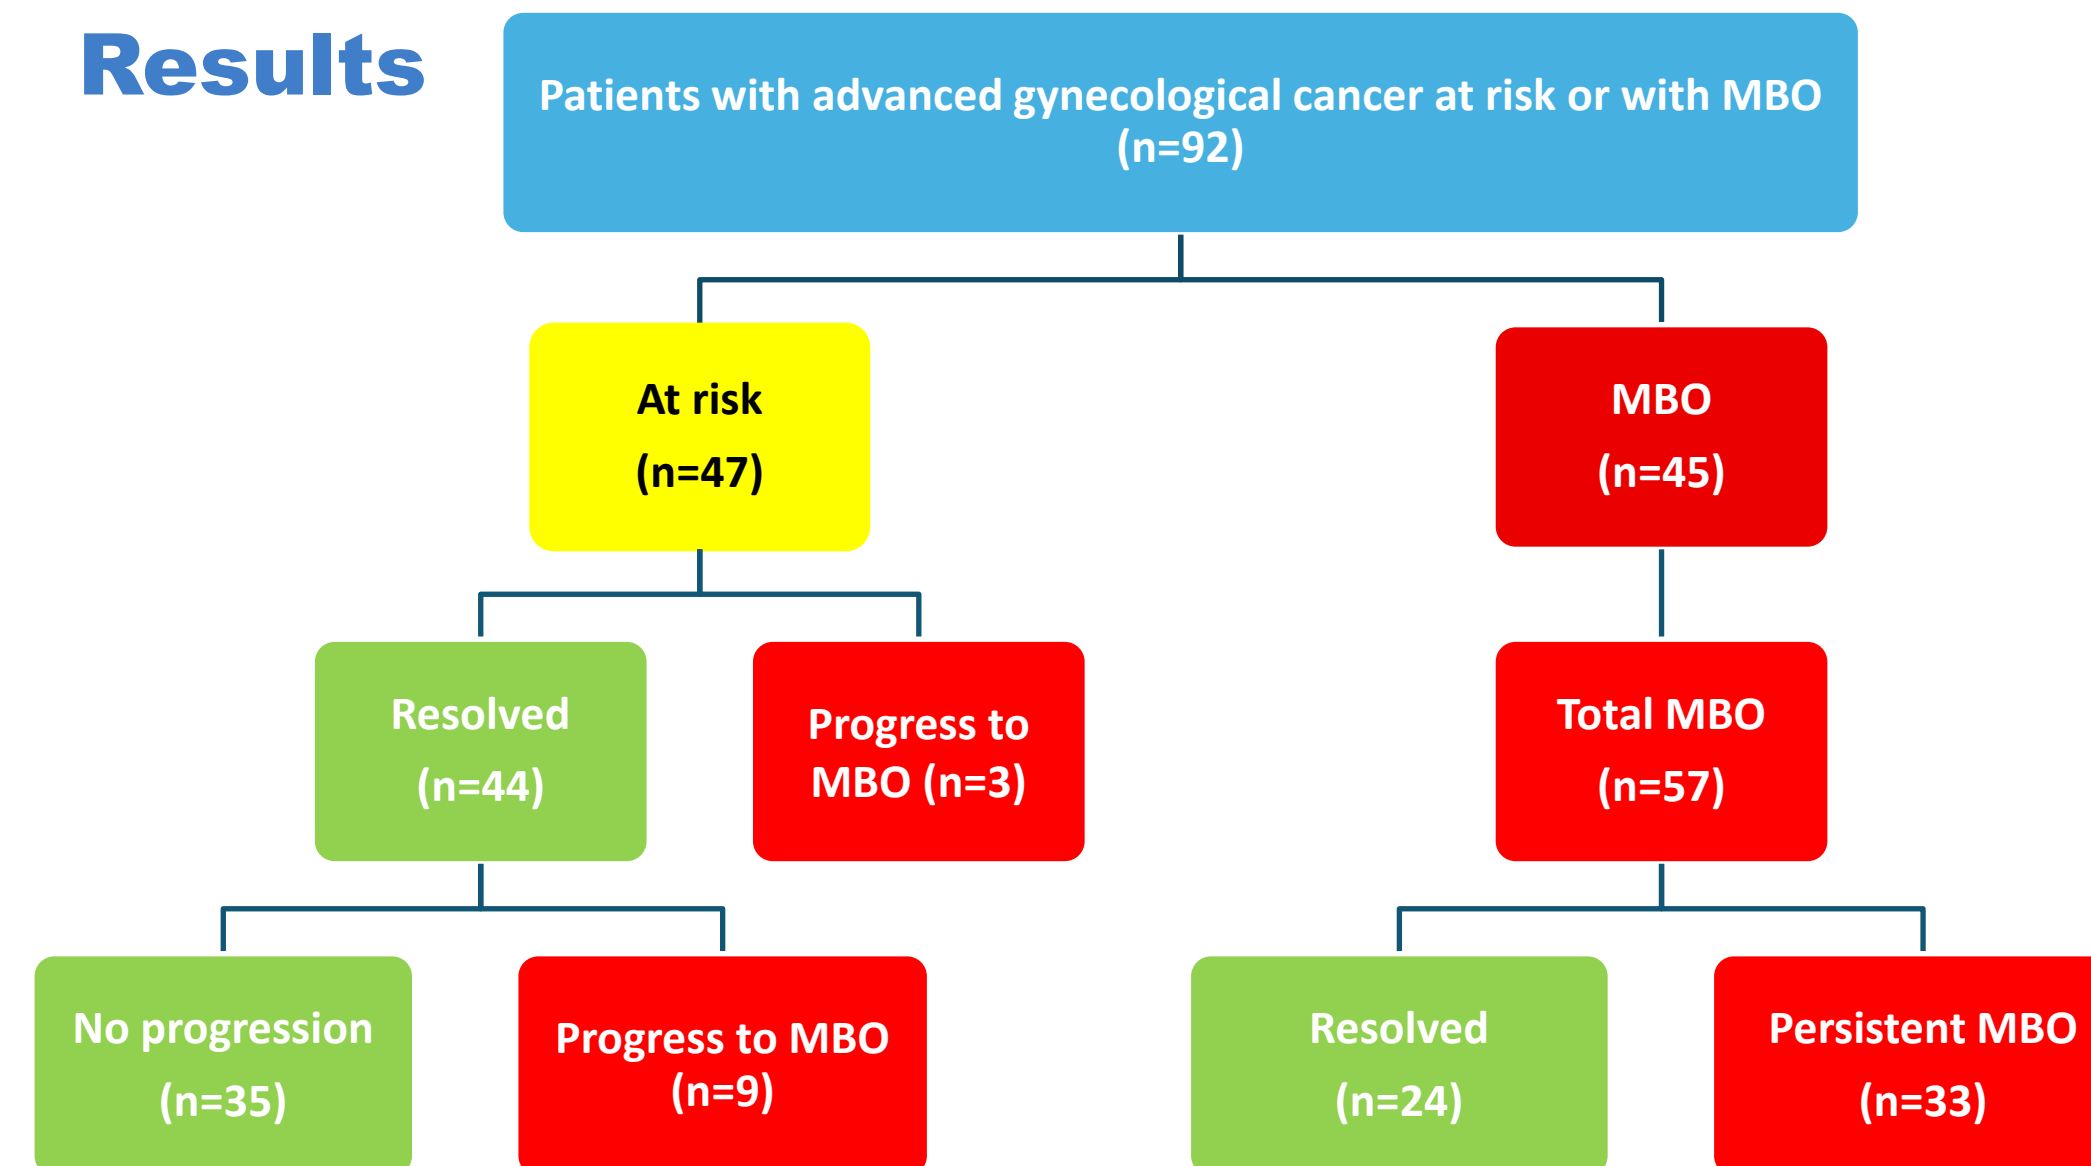 Results
Patients with advanced gynecological cancer at risk or with MBO
(n=92)
At risk
(n=47)
MBO
(n=45)
Resolved
(n=44)
Progress to
MBO (n=3)
Total MBO
(n=57)
No progression
(n=35)
Progress to MBO
(n=9)
Resolved
(n=24)
Persistent MBO
(n=33)